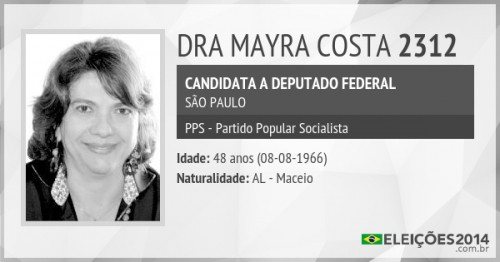 DRA MAYRA COSTA 2312
CANDIDATA A DEPUTADO FEDERAL
SÃO PAULO
PPS - Partido Popular Socialista
Idade: 48 anos (08-08-1966)
Naturalidade: AL - Maceio
ELEIÇÕES2014
.com.br